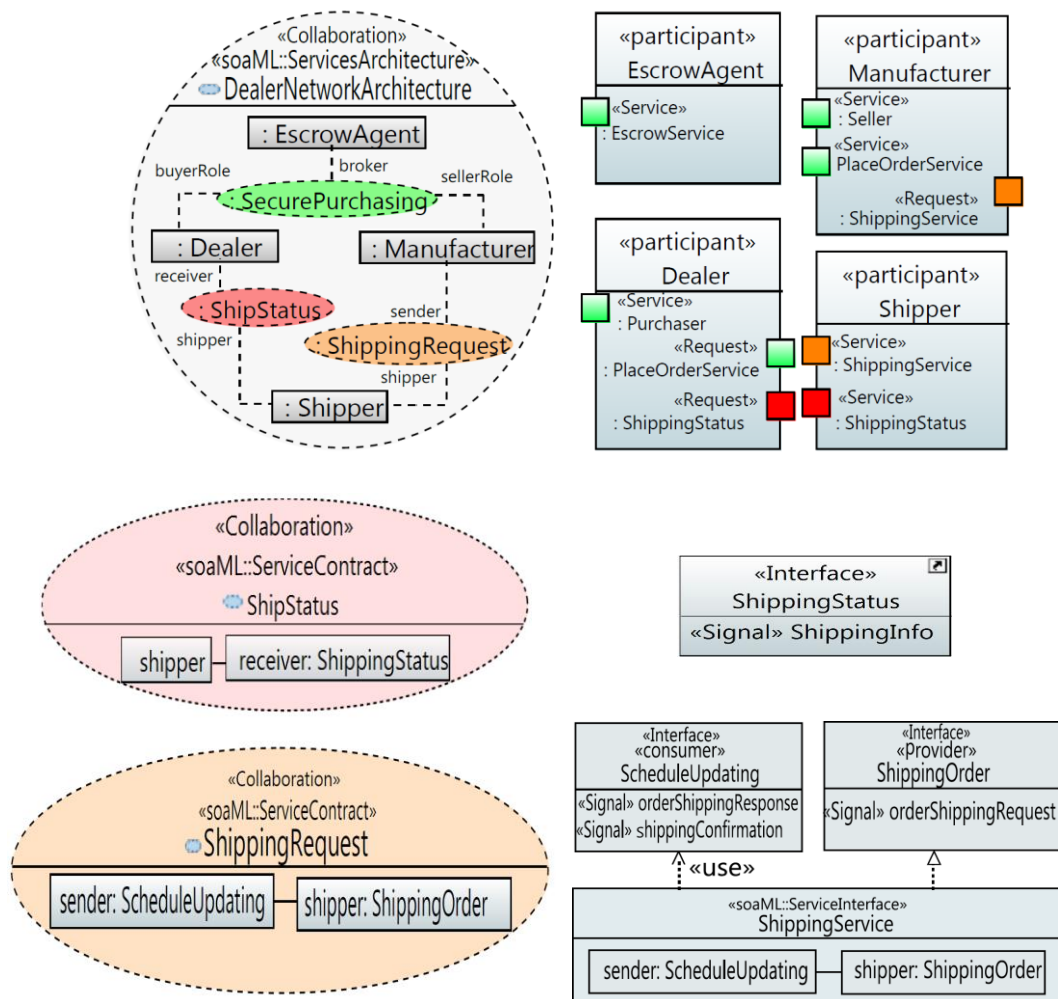 «Collaboration»
«soaML::ServicesArchitecture»
DealerNetworkArchitecture
: EscrowAgent
buyerRole
broker
sellerRole
: SecurePurchasing
: Dealer
: Manufacturer
receiver
: ShipStatus
sender
shipper
: ShippingRequest
shipper
: Shipper
«participant»
EscrowAgent
«Service»
: EscrowService
«participant»
Manufacturer
«Service»
: Seller
«Service»
PlaceOrderService
«Request»
: ShippingService
«participant»
Dealer
«Service»
: Purchaser
«Request»
: PlaceOrderService
«Request»
: ShippingStatus
«participant»
Shipper
«Service»
: ShippingService
«Service»
: ShippingStatus
«Collaboration»
«soaML::ServiceContract»
ShipStatus
shipper
receiver: ShippingStatus
«Interface»
ShippingStatus
«Signal» ShippingInfo
«Collaboration»
«soaML::ServiceContract»
ShippingRequest
sender: ScheduleUpdating
shipper: ShippingOrder
«Interface»
«consumer»
ScheduleUpdating
«Signal» orderShippingResponse
«Signal» shippingConfirmation
«Interface»
«Provider»
ShippingOrder
«Signal» orderShippingRequest
«use»
«soaML::ServiceInterface»
ShippingService
sender: ScheduleUpdating
shipper: ShippingOrder